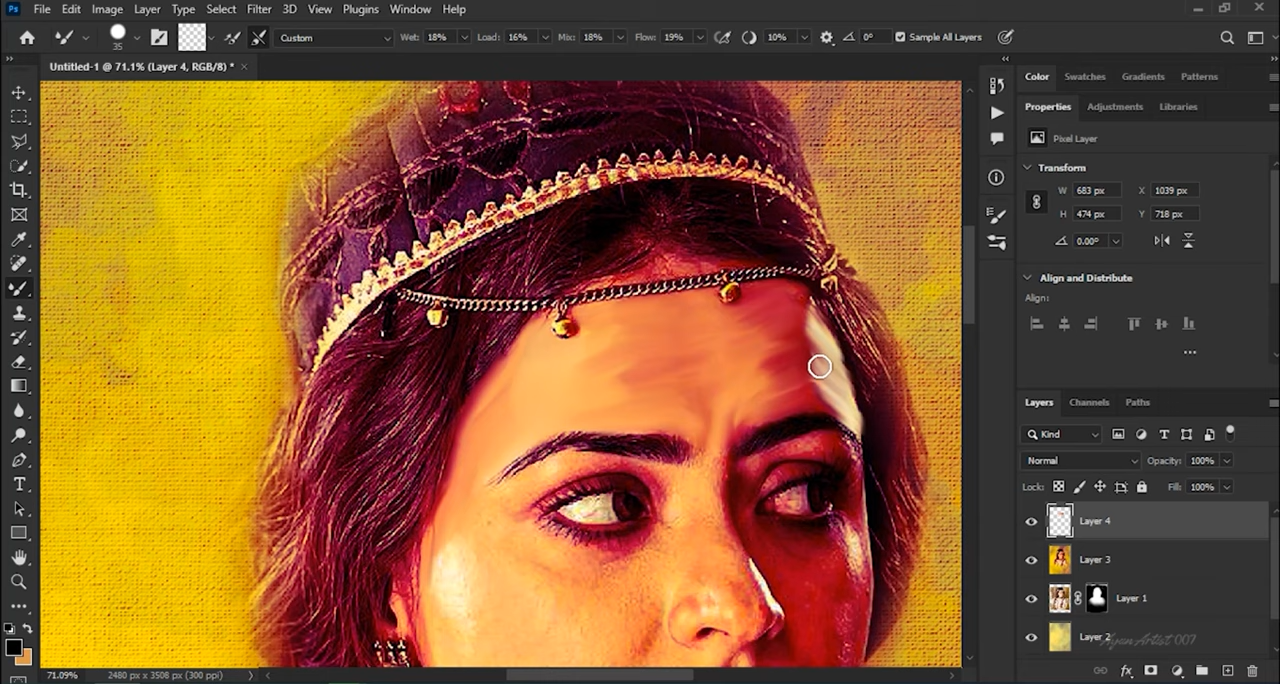 Ps File Edit Image Layer Type Select Filter 3D View Plugins Window Help
35 Custom Wet: 18% Load: 16% Mix: 18% Flow: 19% 10% 0° Sample All Layers
Untitled-1 @ 71.1% (Layer 4, RGB/8) * ×
Color Swatches Gradients Patterns
Properties Adjustments Libraries
Pixel Layer
Transform
W 683 px X 1039 px
H 474 px Y 718 px
0.00°
Align and Distribute
Align:
Layers Channels Paths
Kind
Normal Opacity: 100%
Lock: Fill: 100%
Layer 4
Layer 3
Layer 1
Layer 2
Ayan Artist 007
71.09% 2480 px x 3508 px (300 ppi)